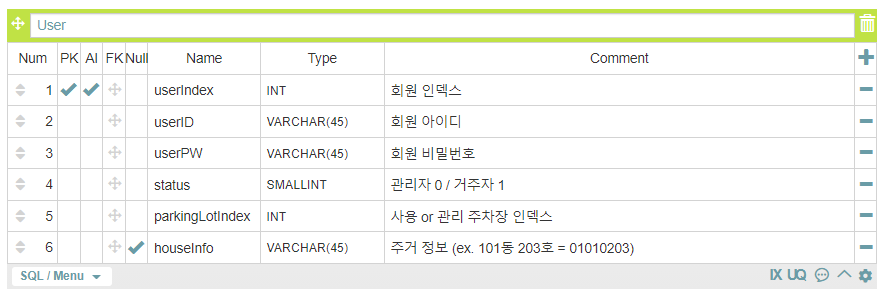 User
Num PK AI FK Null Name Type Comment
1 userIndex INT 회원 인덱스
2 userID VARCHAR(45) 회원 아이디
3 userPW VARCHAR(45) 회원 비밀번호
4 status SMALLINT 관리자 0 / 거주자 1
5 parkingLotIndex INT 사용 or 관리 주차장 인덱스
6 houseInfo VARCHAR(45) 주거 정보 (ex. 101동 203호 = 01010203)
SQL / Menu IX UQ